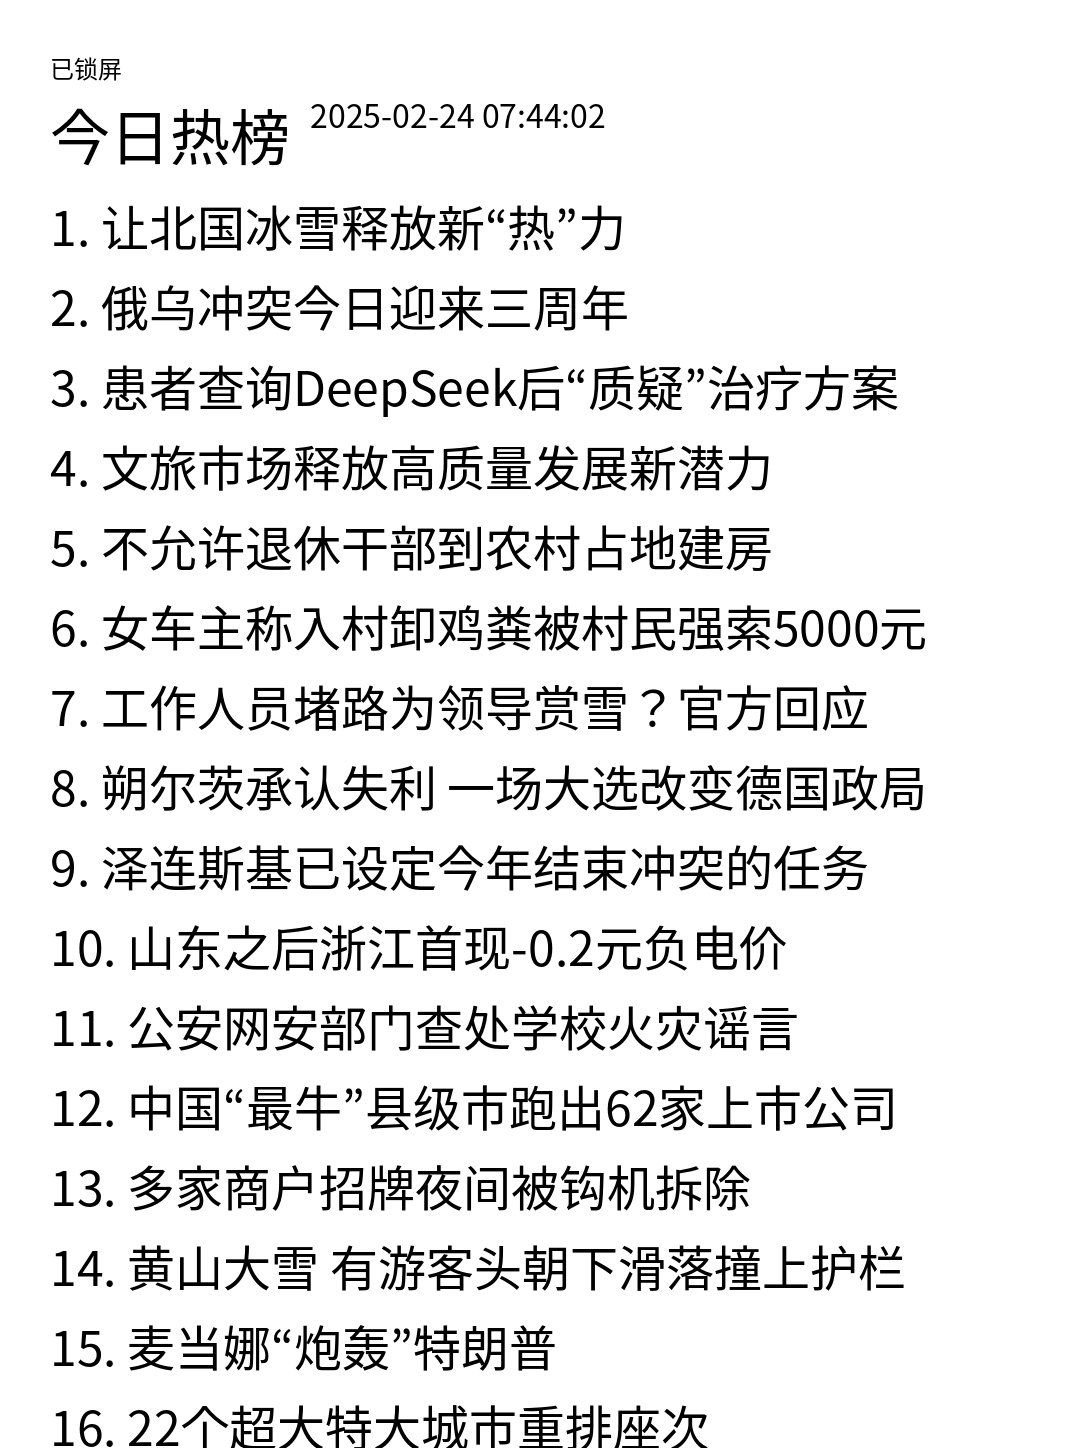 已锁屏
今日热榜 2025-02-24 07:44:02
1. 让北国冰雪释放新“热”力
2. 俄乌冲突今日迎来三周年
3. 患者查询DeepSeek后“质疑”治疗方案
4. 文旅市场释放高质量发展新潜力
5. 不允许退休干部到农村占地建房
6. 女车主称入村卸鸡粪被村民强索5000元
7. 工作人员堵路为领导赏雪？官方回应
8. 朔尔茨承认失利 一场大选改变德国政局
9. 泽连斯基已设定今年结束冲突的任务
10. 山东之后浙江首现-0.2元负电价
11. 公安网安部门查处学校火灾谣言
12. 中国“最牛”县级市跑出62家上市公司
13. 多家商户招牌夜间被钩机拆除
14. 黄山大雪 有游客头朝下滑落撞上护栏
15. 麦当娜“炮轰”特朗普
16. 22个超大特大城市重排座次